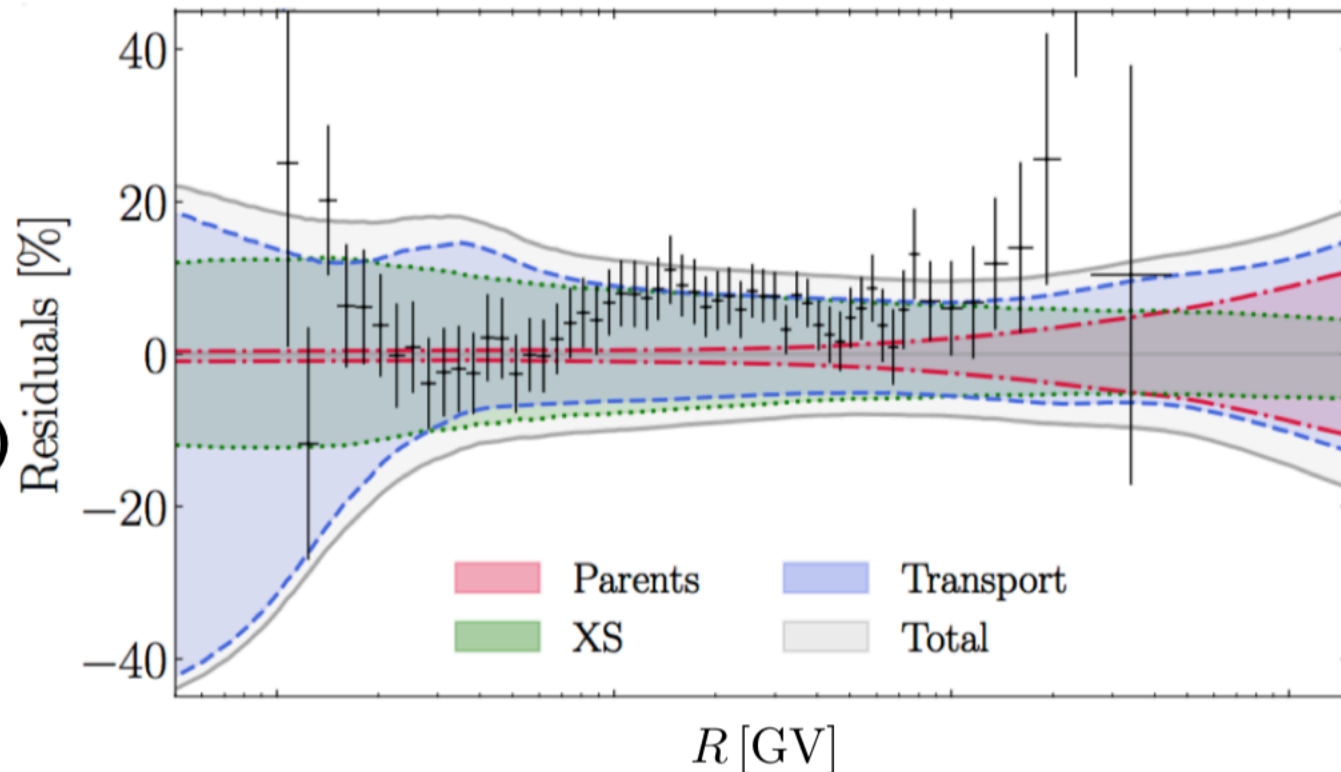 40
20
0
−20
−40
Residuals [%]
Parents
Transport
XS
Total
R [GV]
)